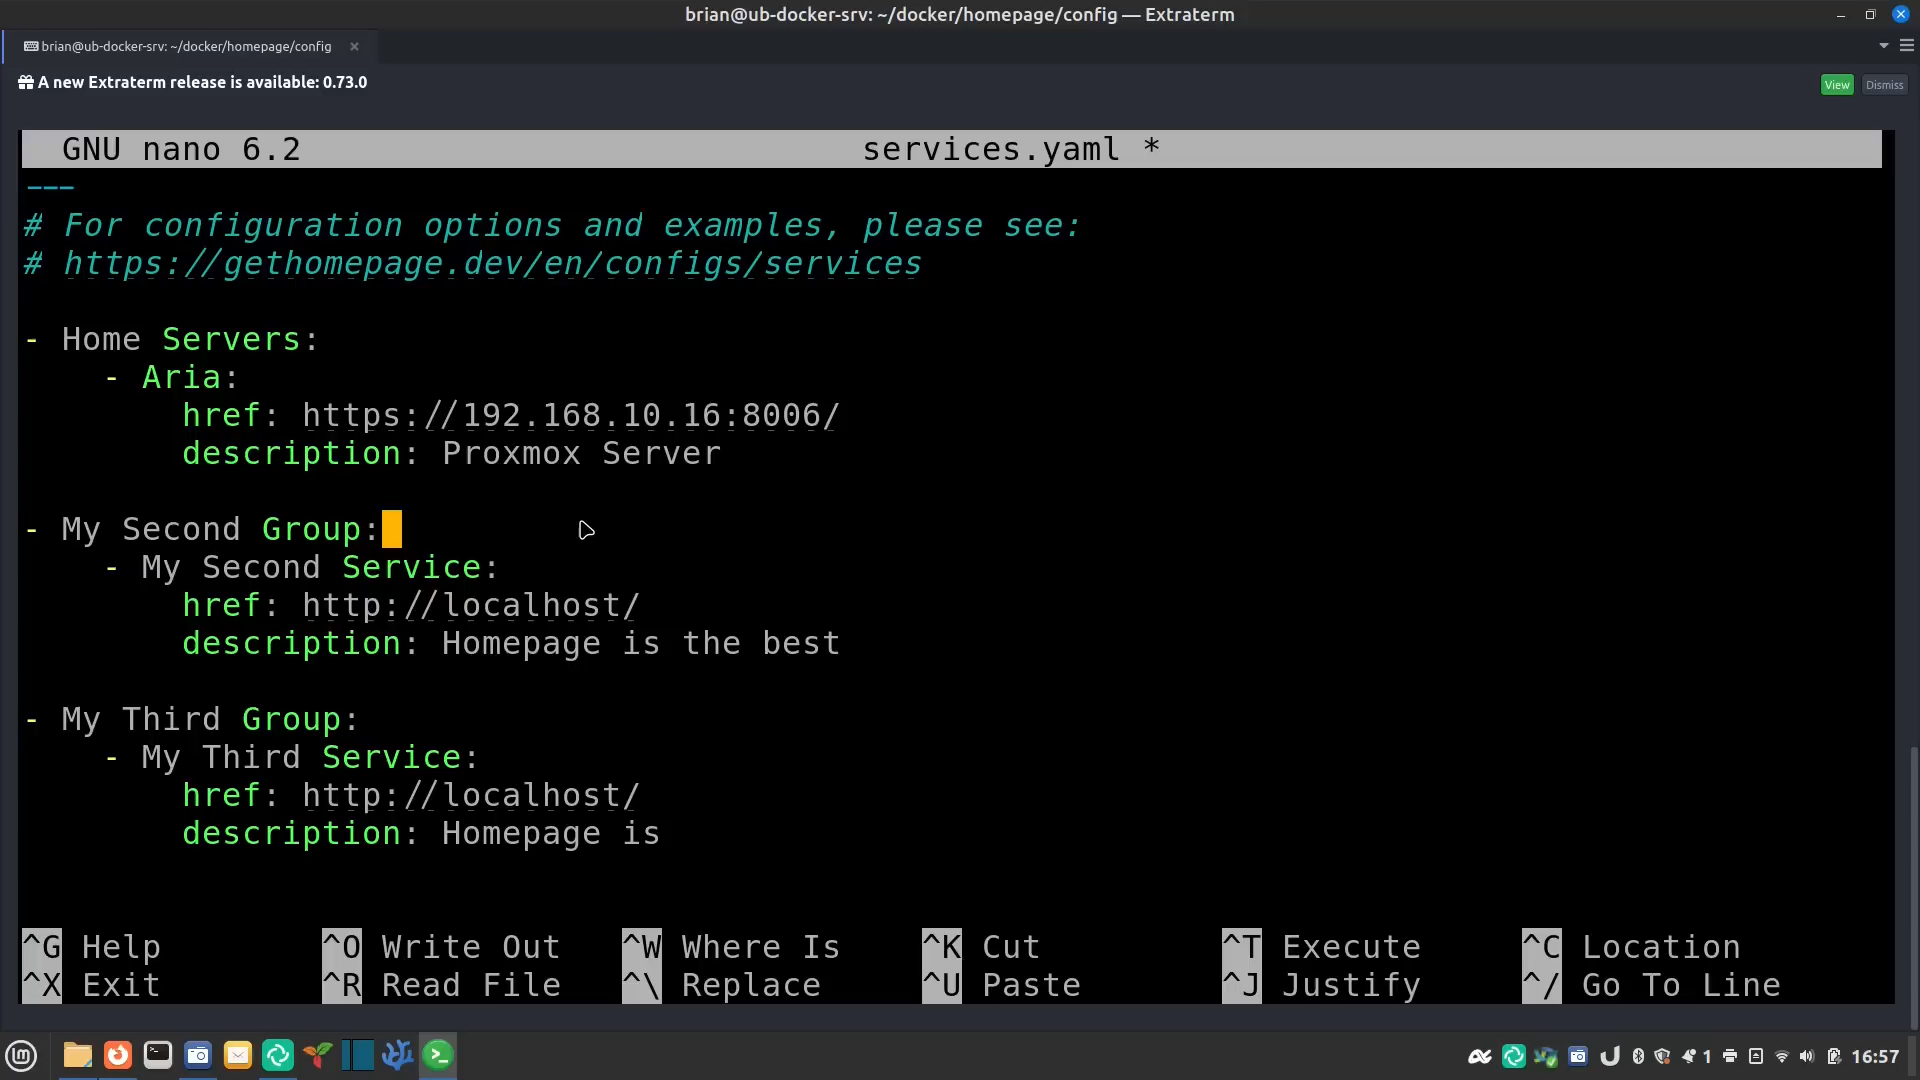 brian@ub-docker-srv: ~/docker/homepage/config — Extraterm
brian@ub-docker-srv: ~/docker/homepage/config
A new Extraterm release is available: 0.73.0
View Dismiss
GNU nano 6.2 services.yaml *
---
# For configuration options and examples, please see:
# https://gethomepage.dev/en/configs/services
- Home Servers:
    - Aria:
        href: https://192.168.10.16:8006/
        description: Proxmox Server
- My Second Group:
    - My Second Service:
        href: http://localhost/
        description: Homepage is the best
- My Third Group:
    - My Third Service:
        href: http://localhost/
        description: Homepage is
^G Help ^O Write Out ^W Where Is ^K Cut ^T Execute ^C Location
^X Exit ^R Read File ^\ Replace ^U Paste ^J Justify ^/ Go To Line
1 16:57